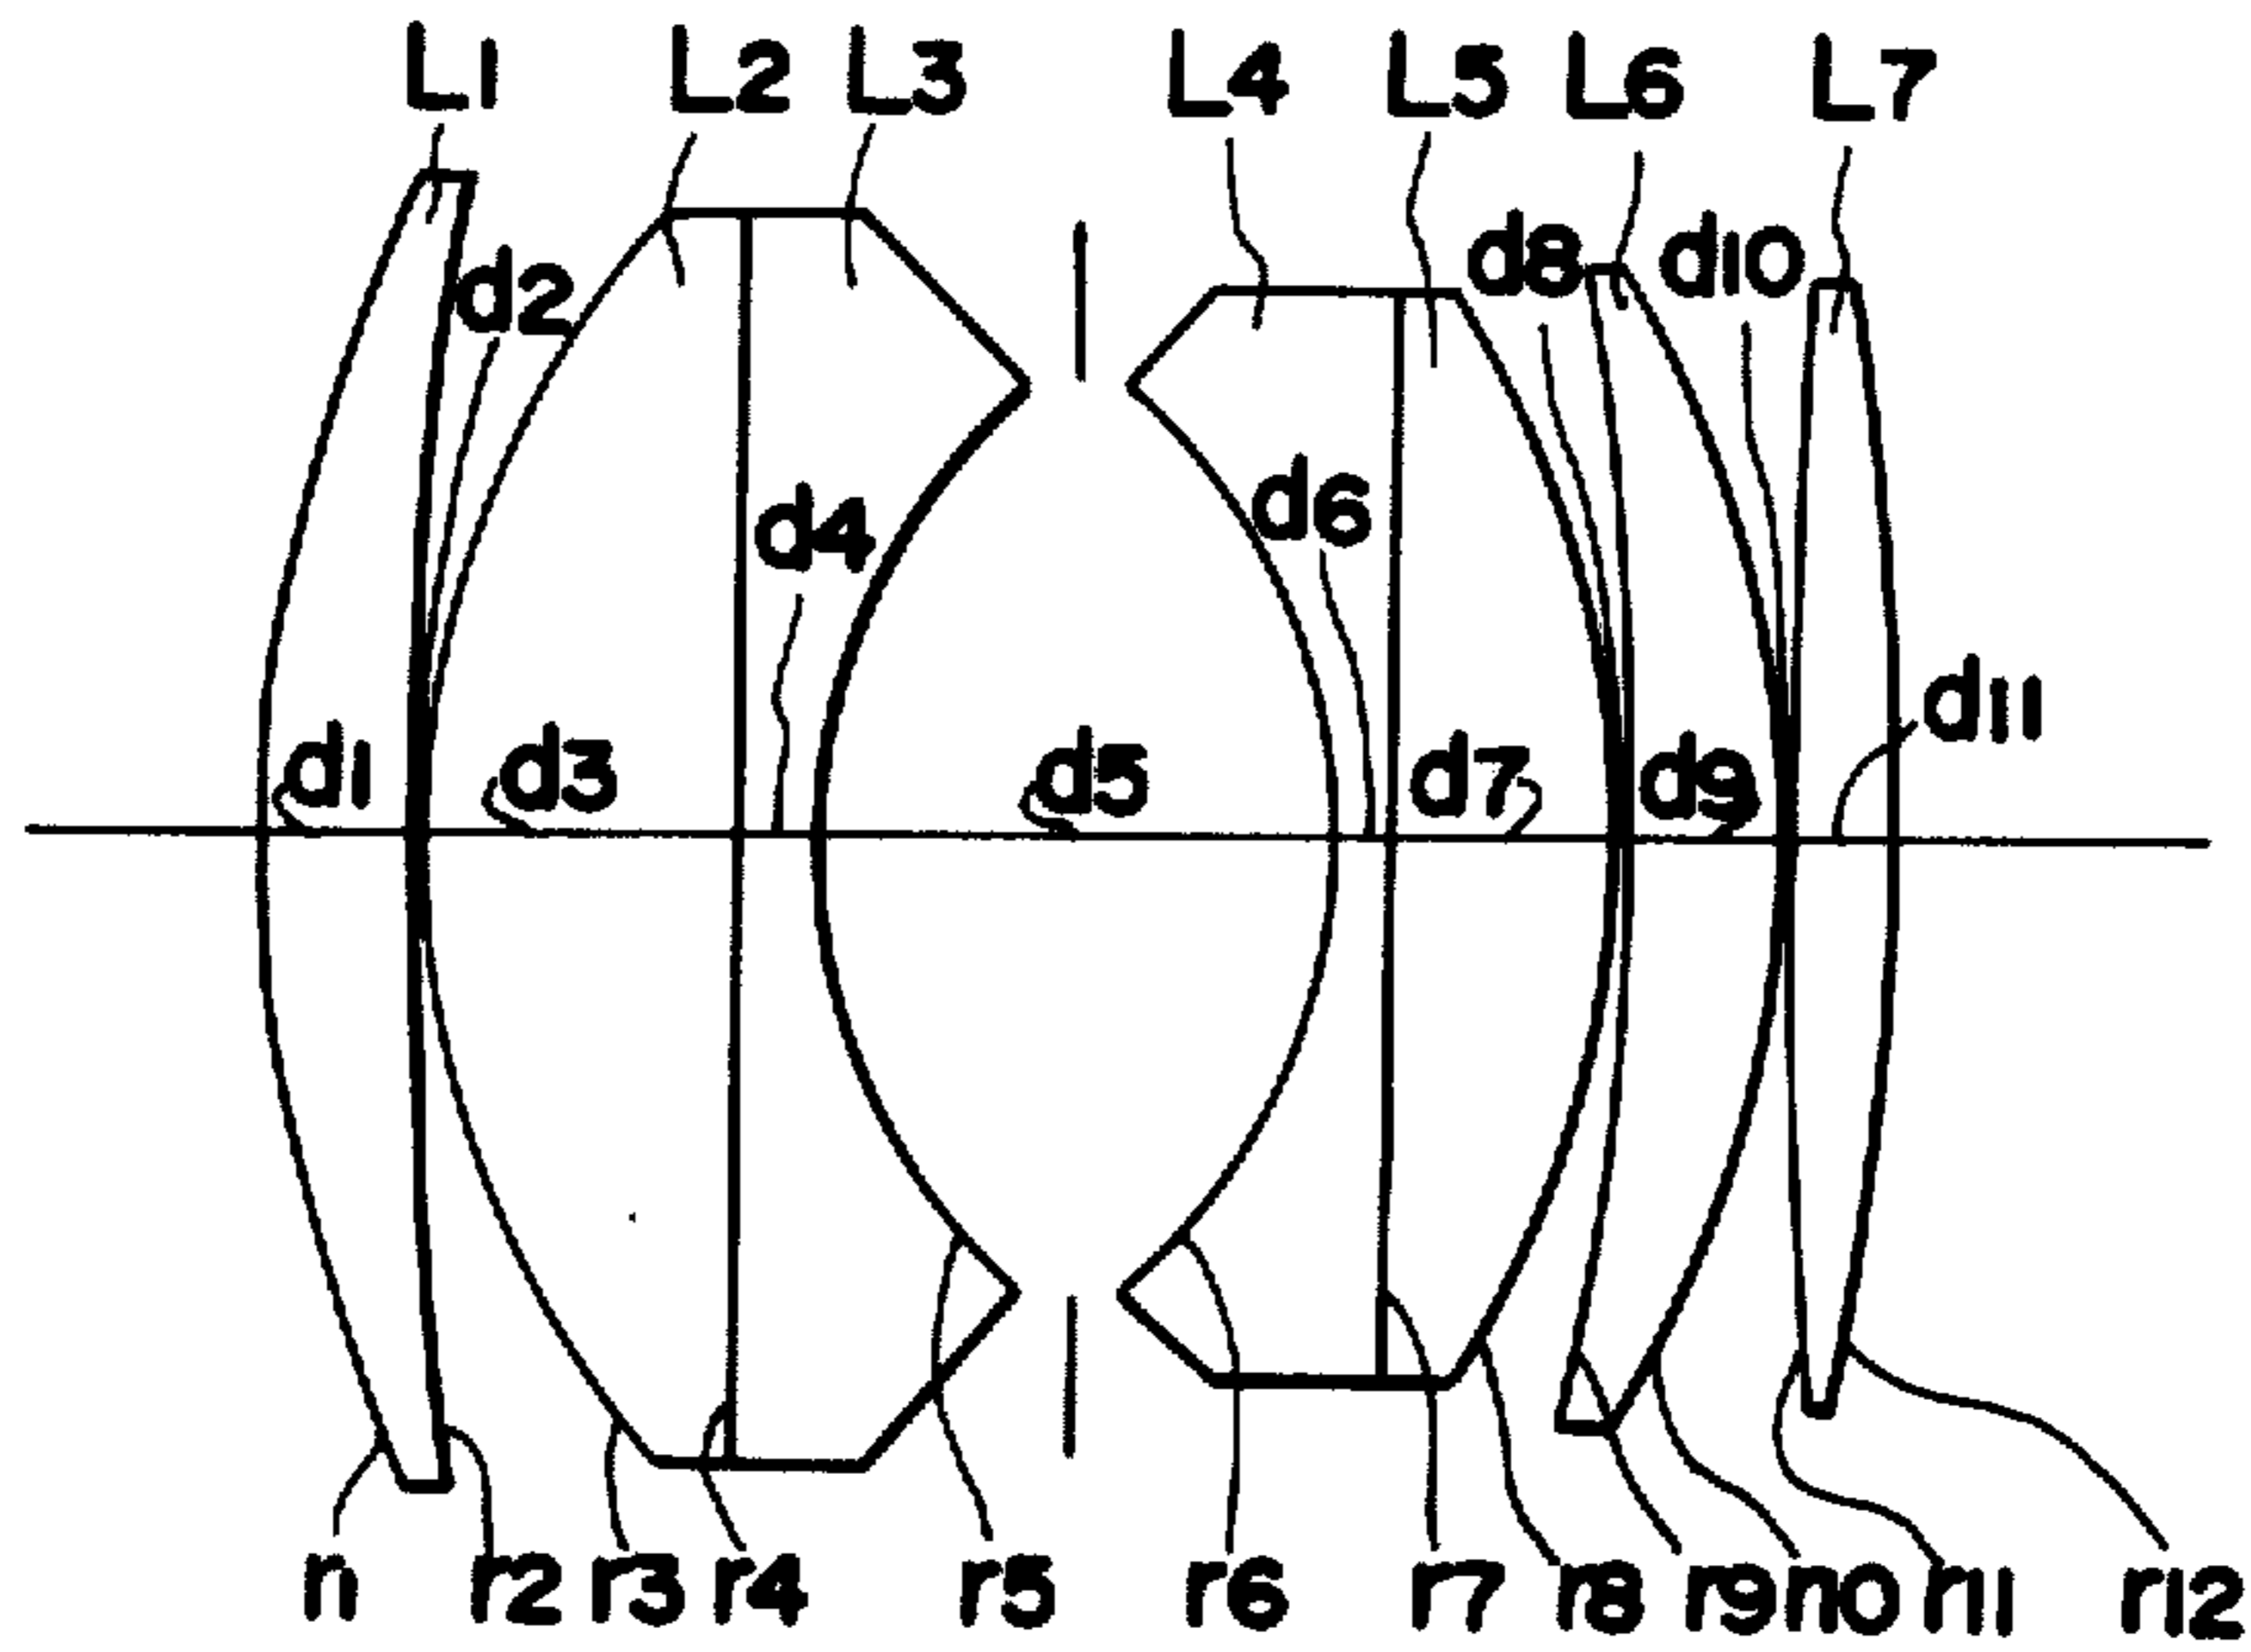 L1 L2 L3 L4 L5 L6 L7
d2 d8 d10
d4 d6
d1 d3 d5 d7 d9 d11
r1 r2 r3 r4 r5 r6 r7 r8 r9 r10 r11 r12